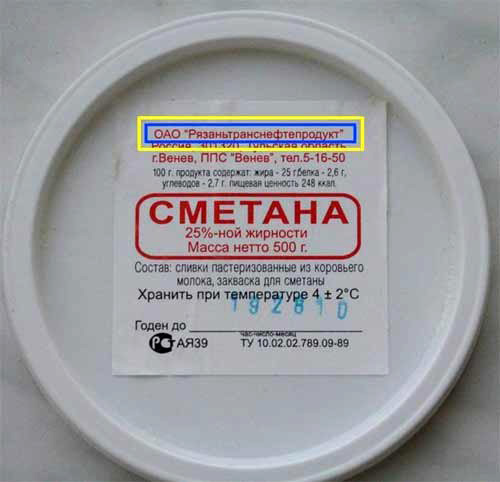 ОАО "Рязаньтранснефтепродукт"
Россия, 301320, Тульская область
г.Венев, ППС "Венев", тел.5-16-50
100 г. продукта содержат: жира - 25 г,белка - 2,6 г,
углеводов - 2,7 г. пищевая ценность 248 ккал.
СМЕТАНА
25%-ной жирности
Масса нетто 500 г.
Состав: сливки пастеризованные из коровьего
молока, закваска для сметаны
Хранить при температуре 4 ± 2°С
Годен до
час-число-месяц
РСТ АЯ39 ТУ 10.02.02.789.09-89